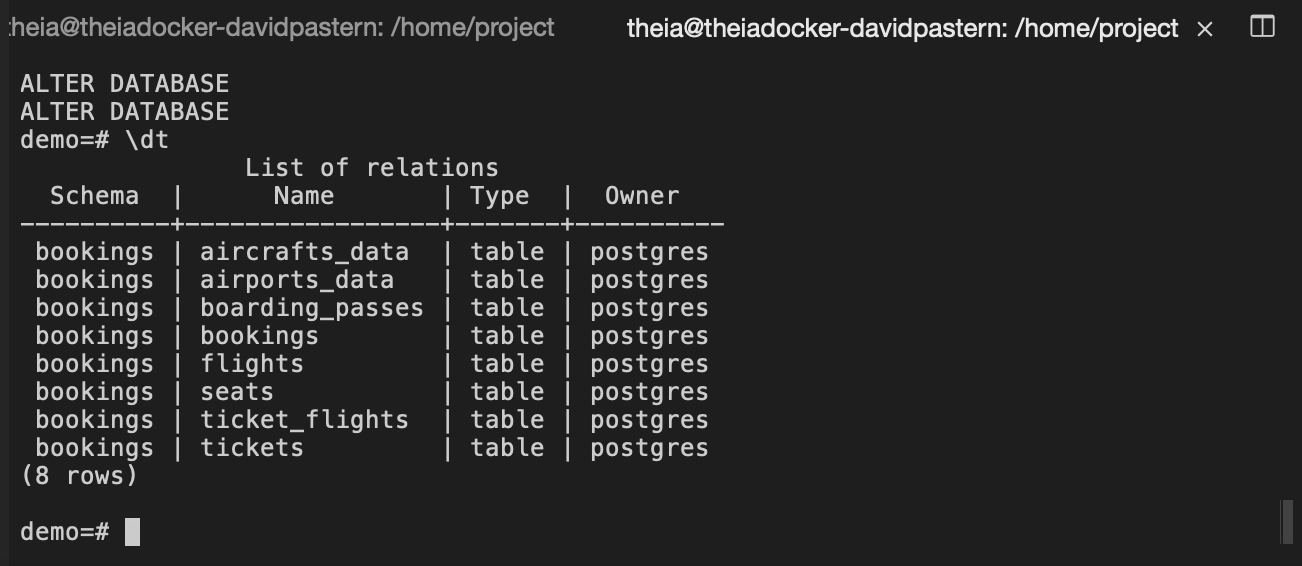 theia@theiadocker-davidpastern: /home/project theia@theiadocker-davidpastern: /home/project ×
ALTER DATABASE
ALTER DATABASE
demo=# \dt
List of relations
Schema | Name | Type | Owner
----------+-----------------+-------+----------
bookings | aircrafts_data | table | postgres
bookings | airports_data | table | postgres
bookings | boarding_passes | table | postgres
bookings | bookings | table | postgres
bookings | flights | table | postgres
bookings | seats | table | postgres
bookings | ticket_flights | table | postgres
bookings | tickets | table | postgres
(8 rows)
demo=#